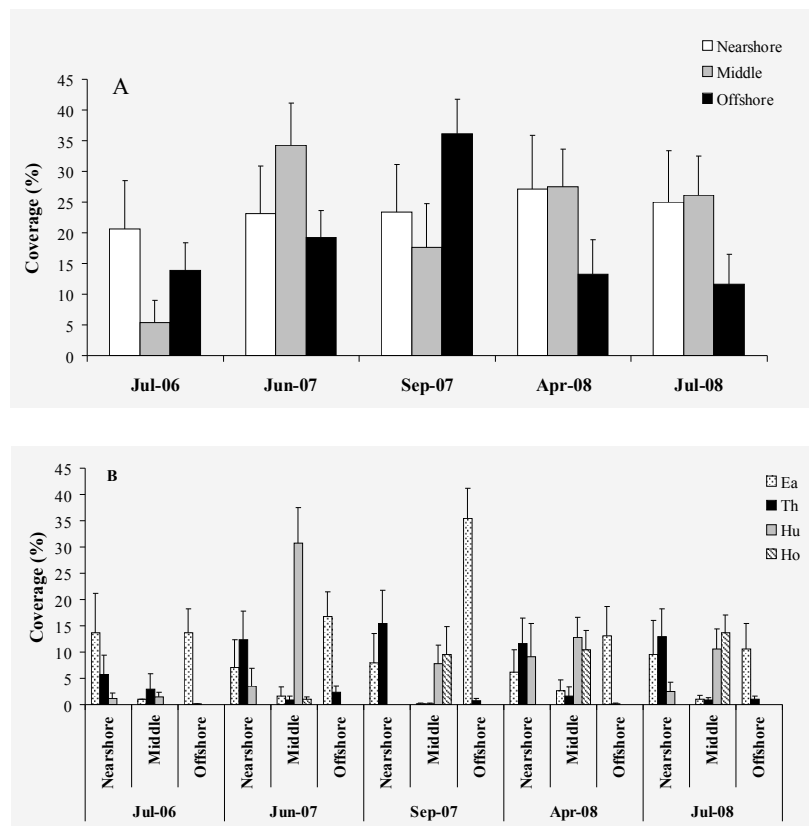 A
Nearshore
Middle
Offshore
Coverage (%)
45
40
35
30
25
20
15
10
5
0
Jul-06 Jun-07 Sep-07 Apr-08 Jul-08
B
Ea
Th
Hu
Ho
Coverage (%)
45
40
35
30
25
20
15
10
5
0
Nearshore Middle Offshore Nearshore Middle Offshore Nearshore Middle Offshore Nearshore Middle Offshore Nearshore Middle Offshore
Jul-06 Jun-07 Sep-07 Apr-08 Jul-08